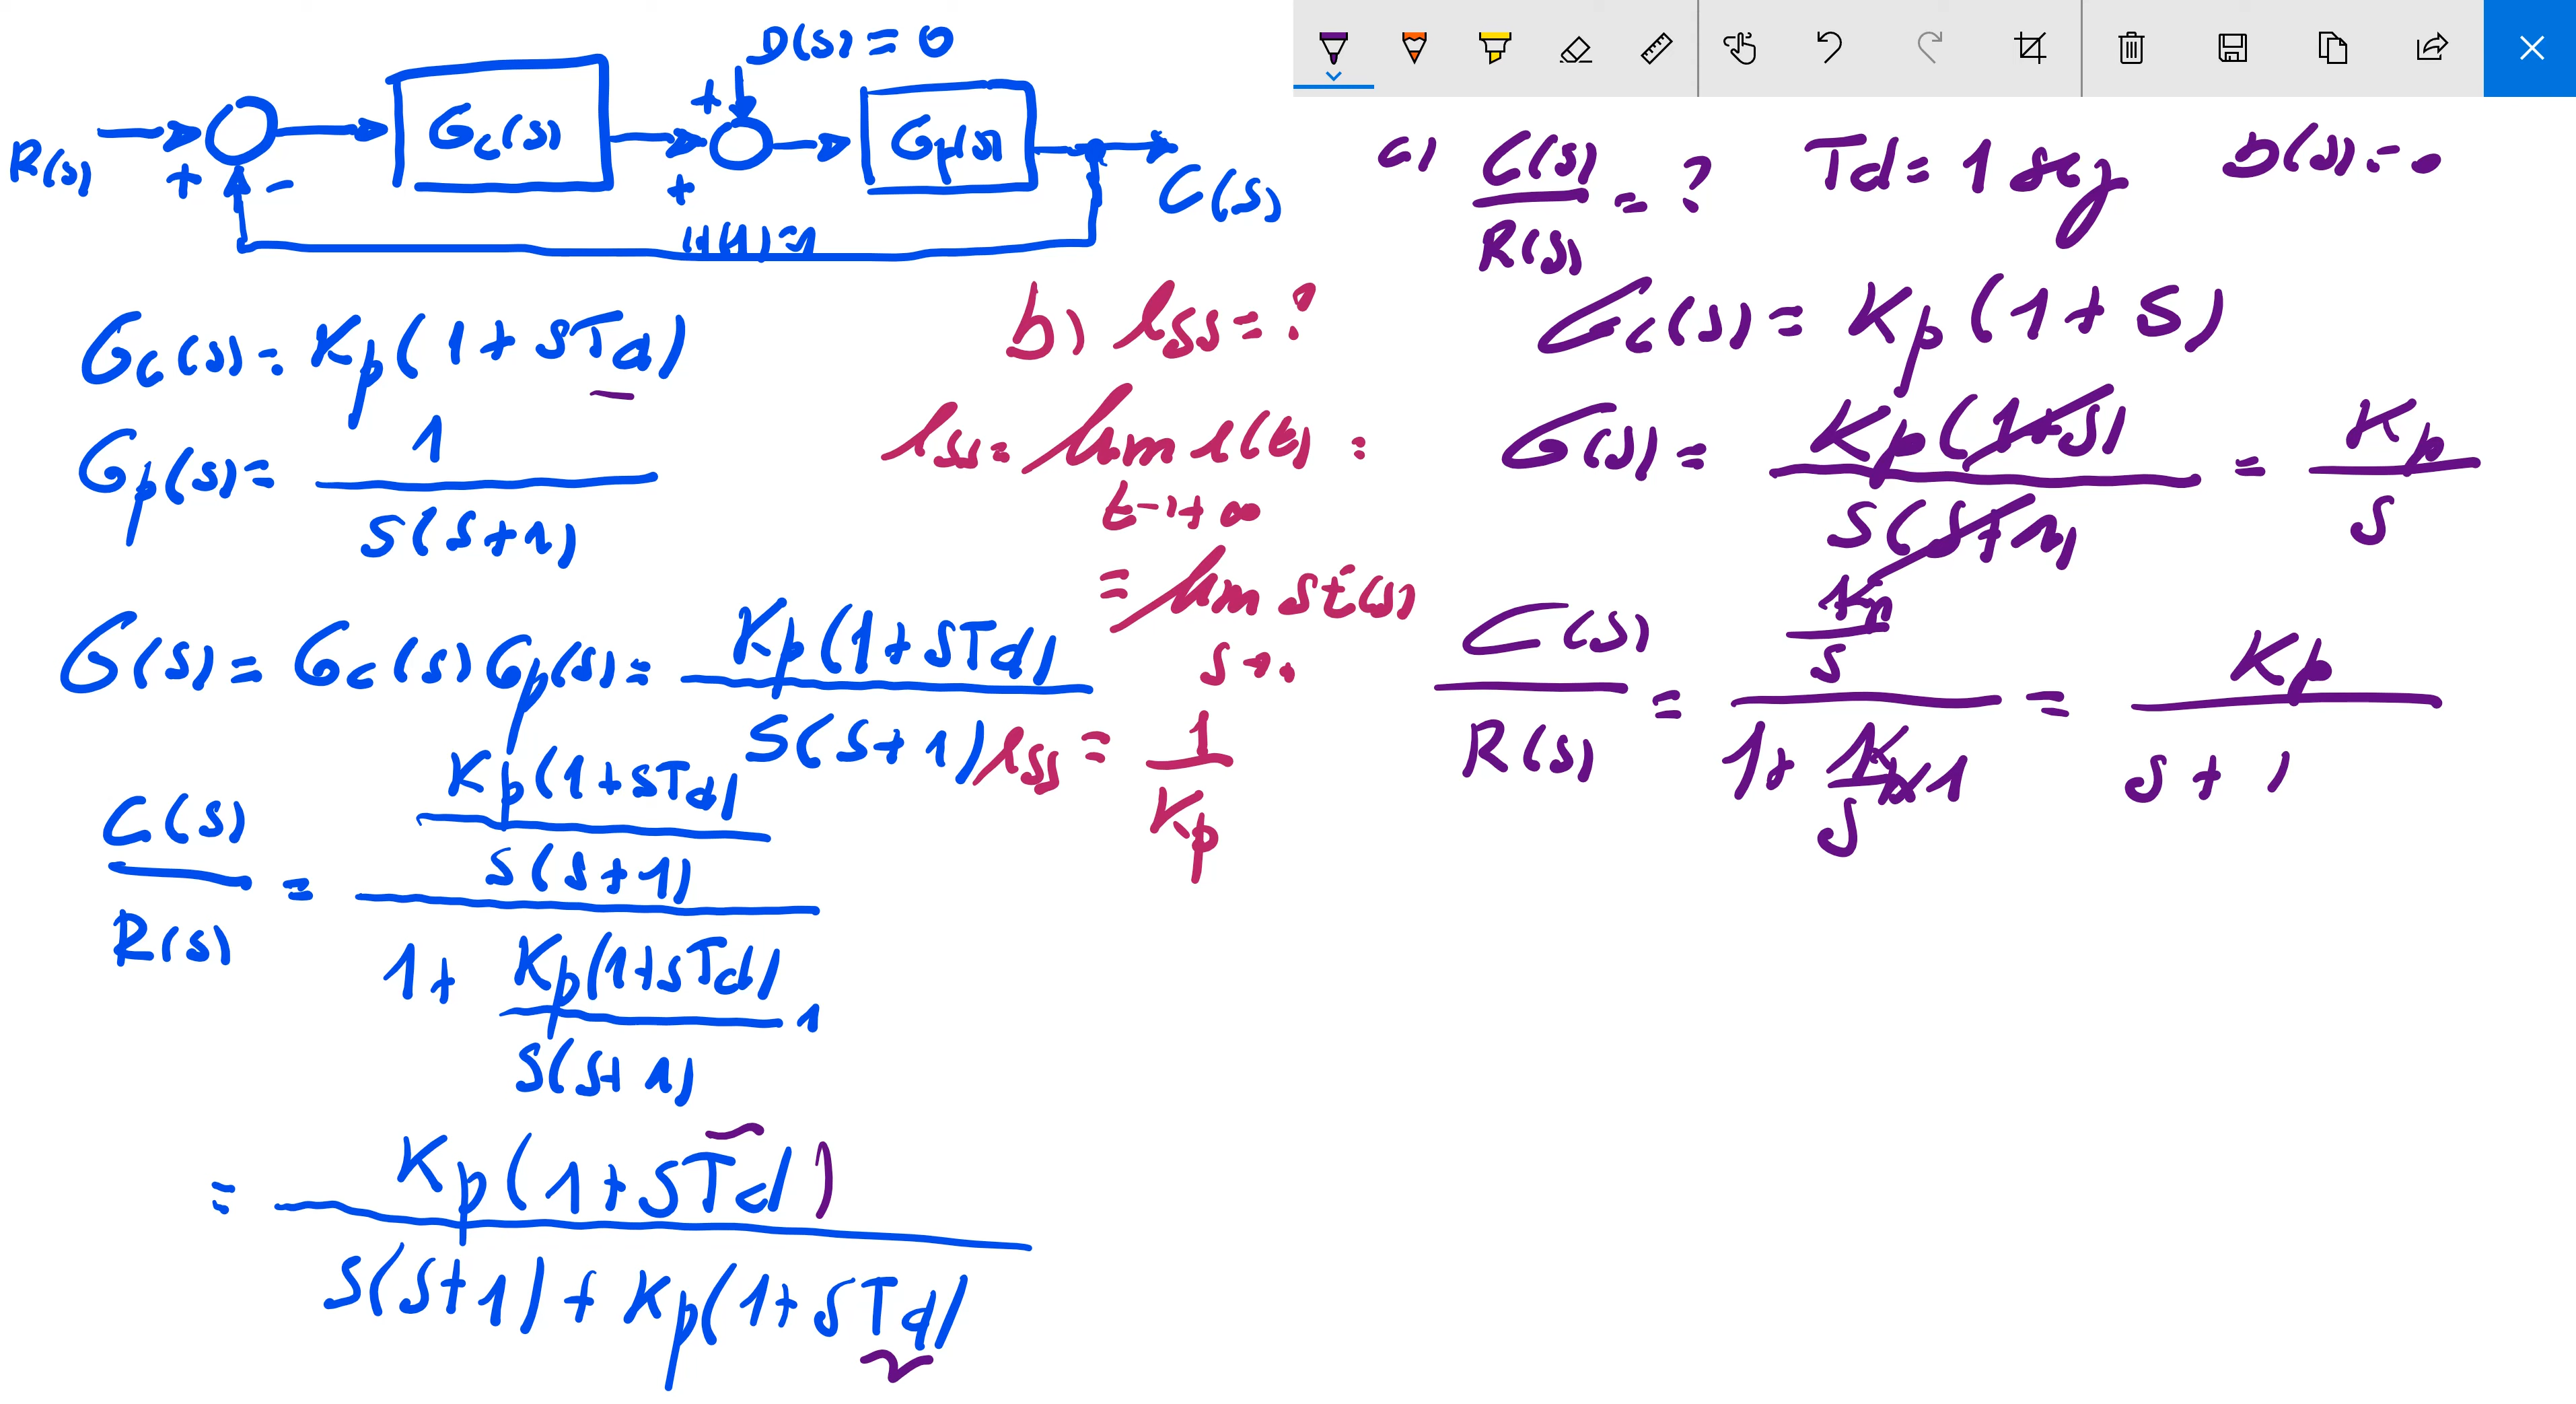 D(s) = 0
R(s) + - Gc(s) + + Gp(s) C(s)
H(s)=1
Gc(s) = Kp(1 + sTd)
Gp(s) = 1 / s(s+1)
G(s) = Gc(s)Gp(s) = Kp(1+sTd) / s(s+1)
C(s) / R(s) = Kp(1+sTd) / s(s+1) / 1+ Kp(1+sTd) / s(s+1) 1
= Kp(1+sTd) / s(s+1) + Kp(1+sTd)
b) ess = ?
ess = lim e(t) =
t→+∞
= lim sE(s)
s→0
ess = 1 / Kp
c) C(s) / R(s) = ? Td = 1 seg D(s) = 0
Gc(s) = Kp(1+s)
G(s) = Kp(1+s) / s(s+1) = Kp / s
C(s) / R(s) = Kp / s / 1+ Kp / s x1 = Kp / s +